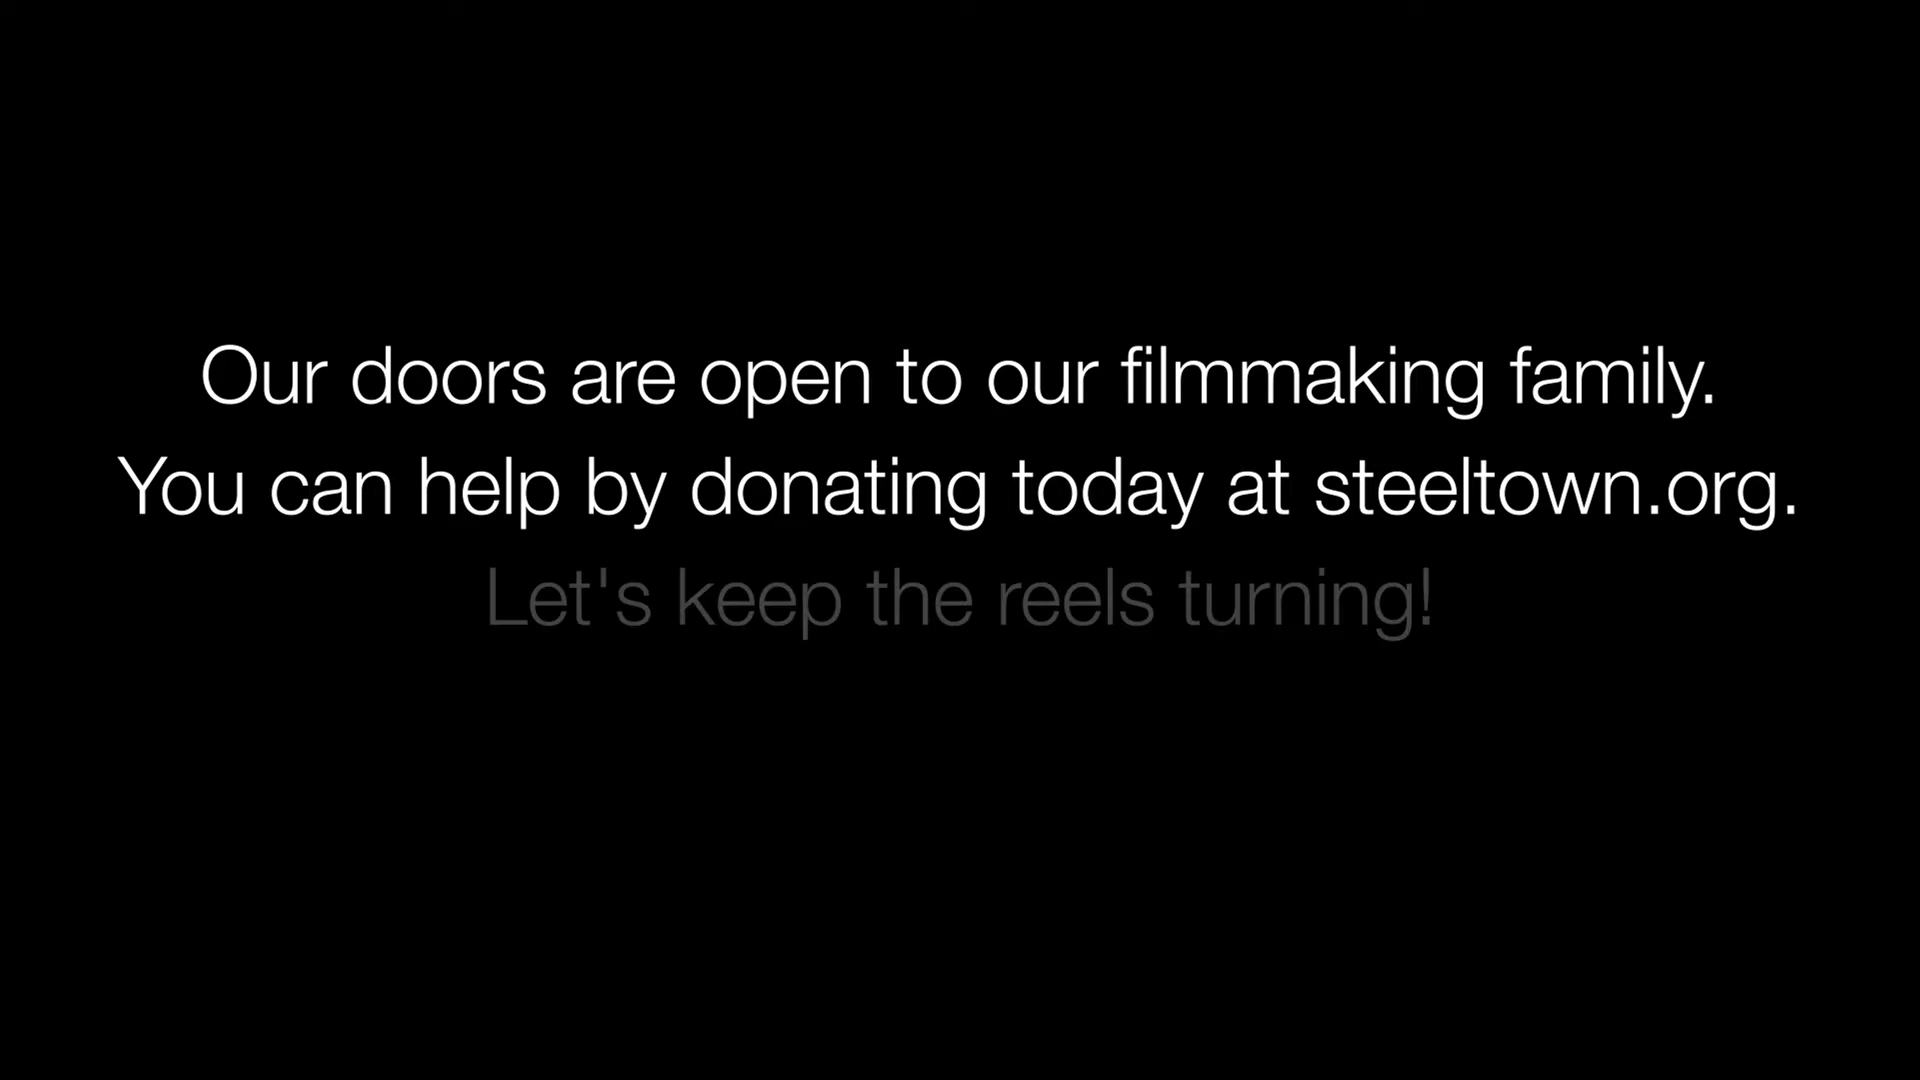 Our doors are open to our filmmaking family.
You can help by donating today at steeltown.org.
Let's keep the reels turning!